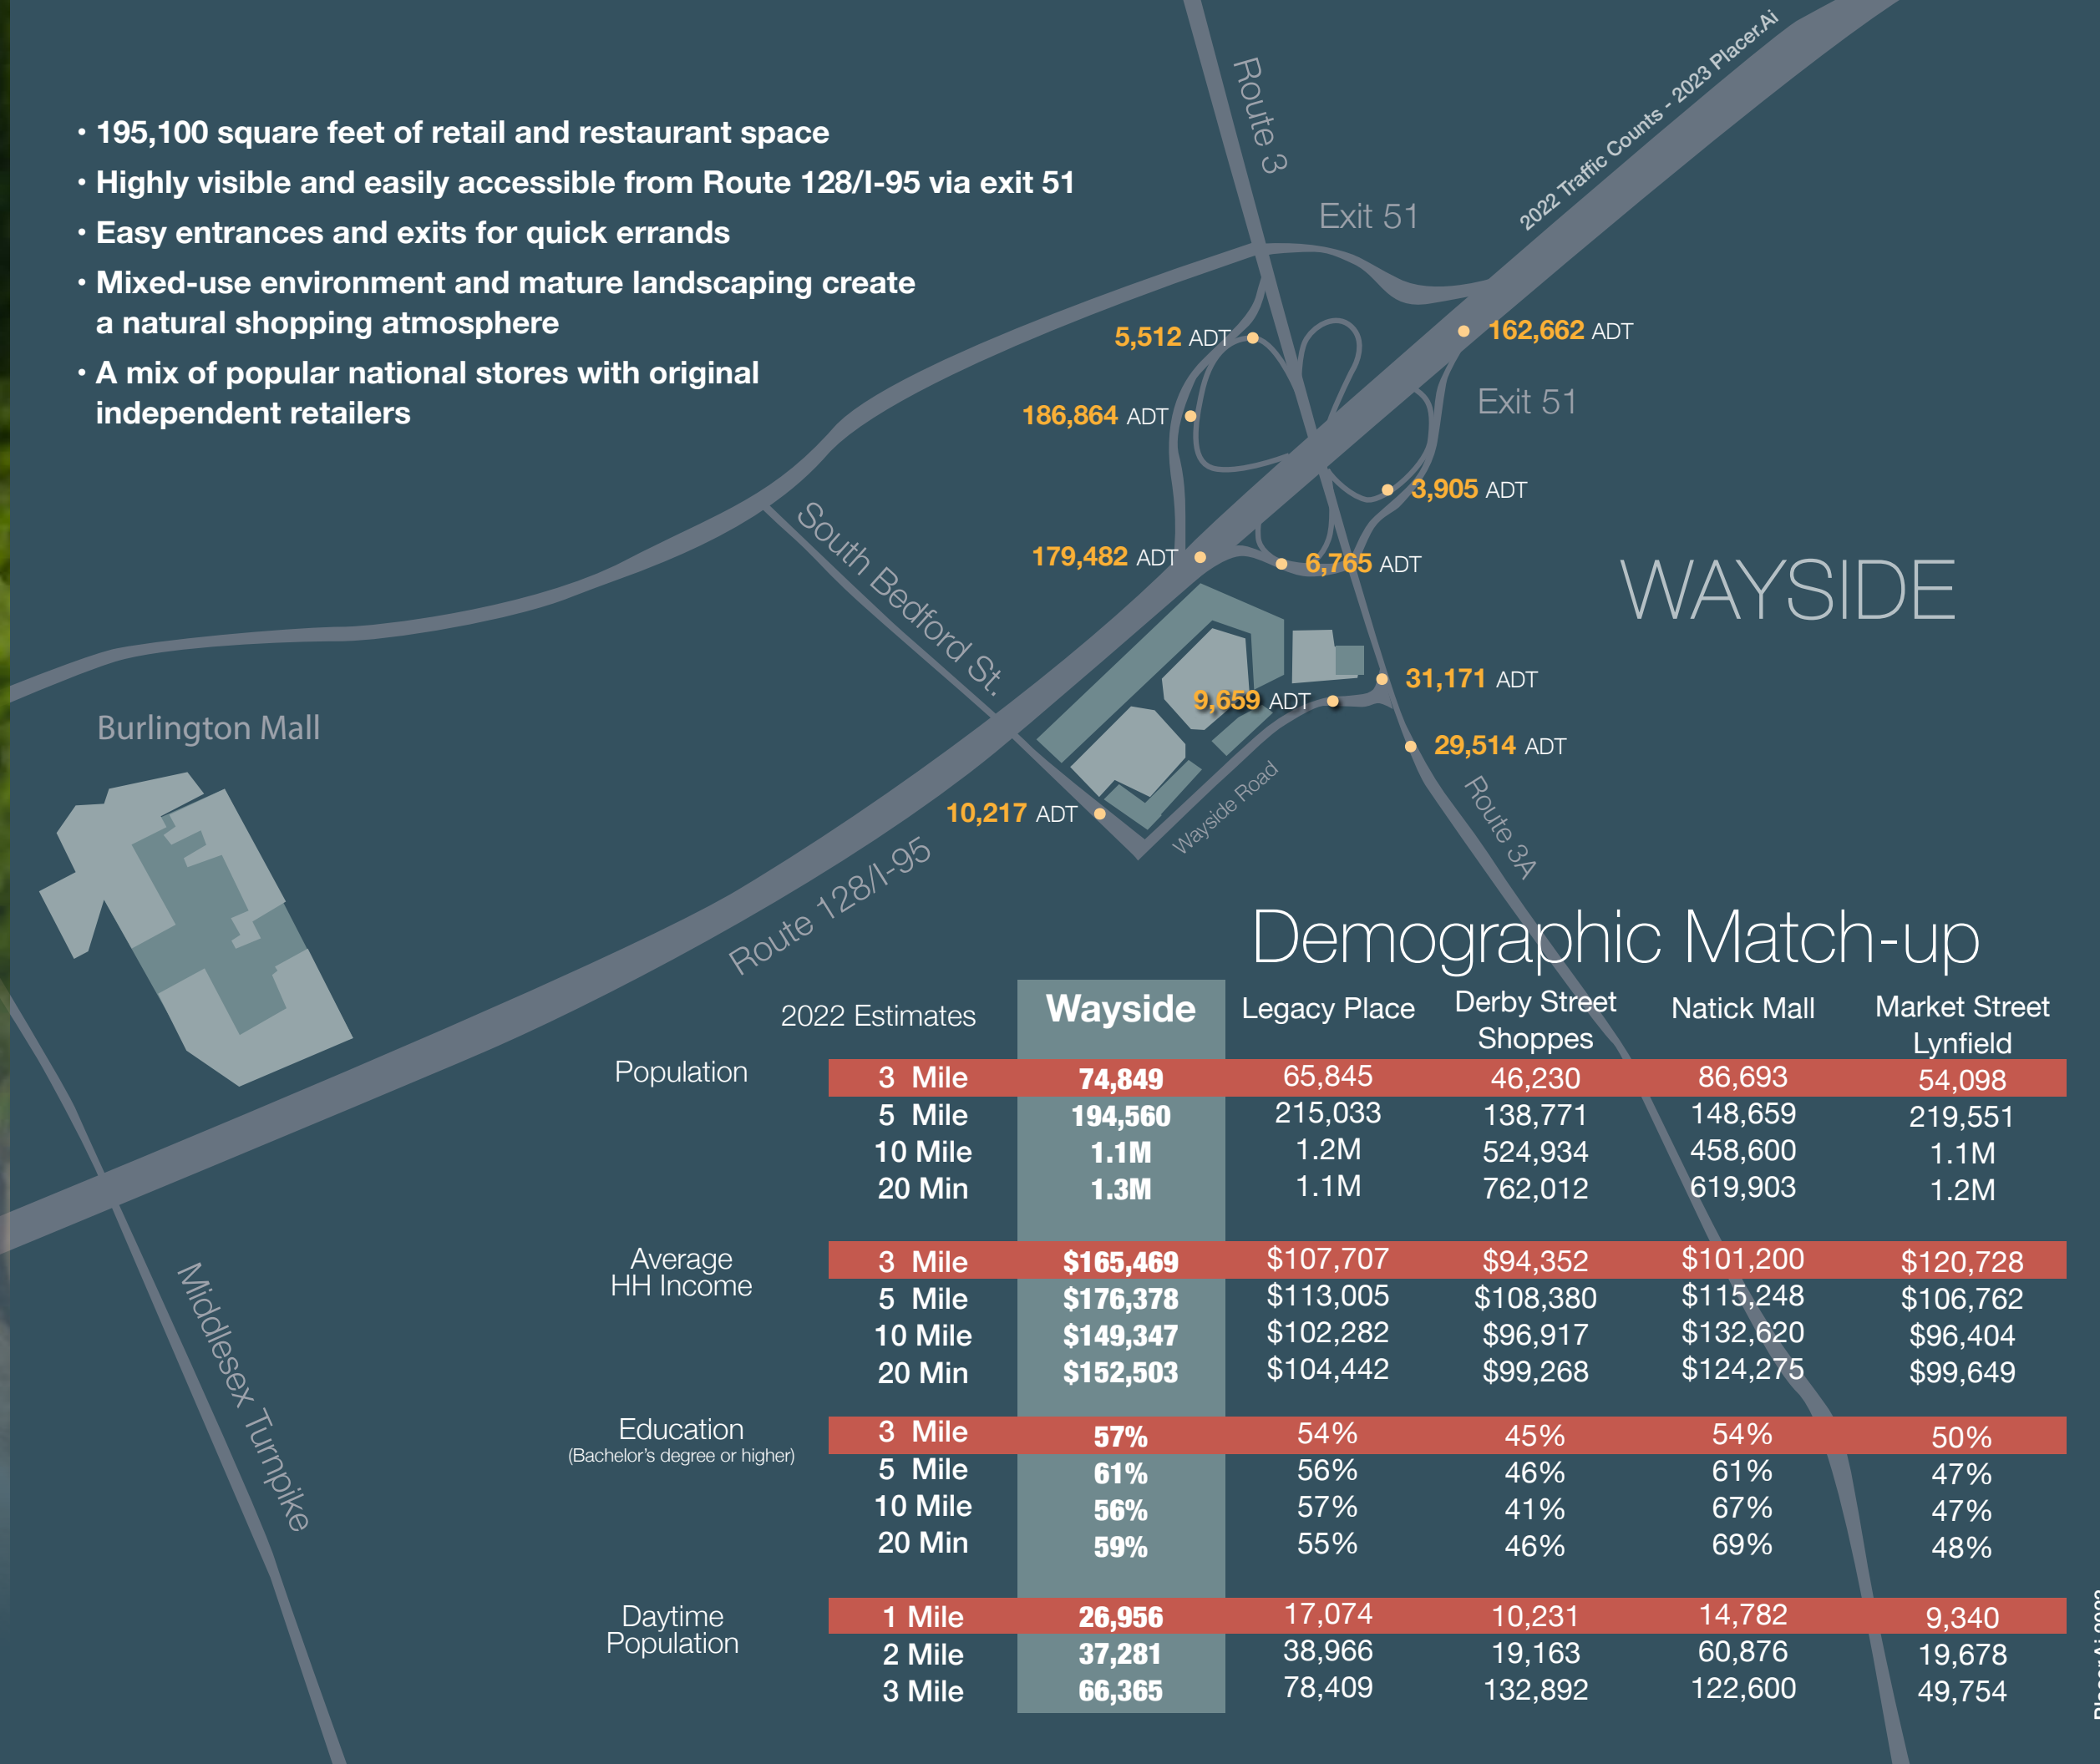 • 195,100 square feet of retail and restaurant space
• Highly visible and easily accessible from Route 128/I-95 via exit 51
• Easy entrances and exits for quick errands
• Mixed-use environment and mature landscaping create
a natural shopping atmosphere
• A mix of popular national stores with original
independent retailers
Route 3
2022 Traffic Counts - 2023 Placer.Ai
Exit 51
5,512 ADT
162,662 ADT
Exit 51
186,864 ADT
3,905 ADT
South Bedford St.
179,482 ADT
6,765 ADT
WAYSIDE
31,171 ADT
9,659 ADT
29,514 ADT
Burlington Mall
10,217 ADT
Wayside Road
Route 3A
Route 128/I-95
Middlesex Turnpike
Demographic Match-up
2022 Estimates Wayside Legacy Place Derby Street Natick Mall Market Street
Shoppes Lynfield
Population 3 Mile 74,849 65,845 46,230 86,693 54,098
5 Mile 194,560 215,033 138,771 148,659 219,551
10 Mile 1.1M 1.2M 524,934 458,600 1.1M
20 Min 1.3M 1.1M 762,012 619,903 1.2M
Average 3 Mile $165,469 $107,707 $94,352 $101,200 $120,728
HH Income
5 Mile $176,378 $113,005 $108,380 $115,248 $106,762
10 Mile $149,347 $102,282 $96,917 $132,620 $96,404
20 Min $152,503 $104,442 $99,268 $124,275 $99,649
Education 3 Mile 57% 54% 45% 54% 50%
(Bachelor's degree or higher)
5 Mile 61% 56% 46% 61% 47%
10 Mile 56% 57% 41% 67% 47%
20 Min 59% 55% 46% 69% 48%
Daytime 1 Mile 26,956 17,074 10,231 14,782 9,340
Population 2 Mile 37,281 38,966 19,163 60,876 19,678
3 Mile 66,365 78,409 132,892 122,600 49,754